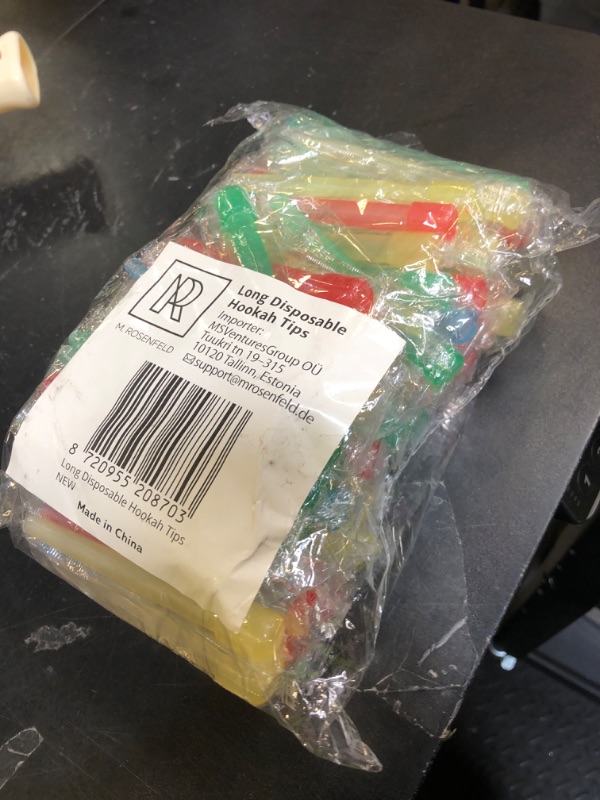 M. ROSENFELD
Long Disposable
Hookah Tips
Importer:
MSVenturesGroup OÜ
Tuukri tn 19-315
10120 Tallinn, Estonia
support@mrosenfeld.de
8 720955 208703
Long Disposable Hookah Tips
NEW
Made in China